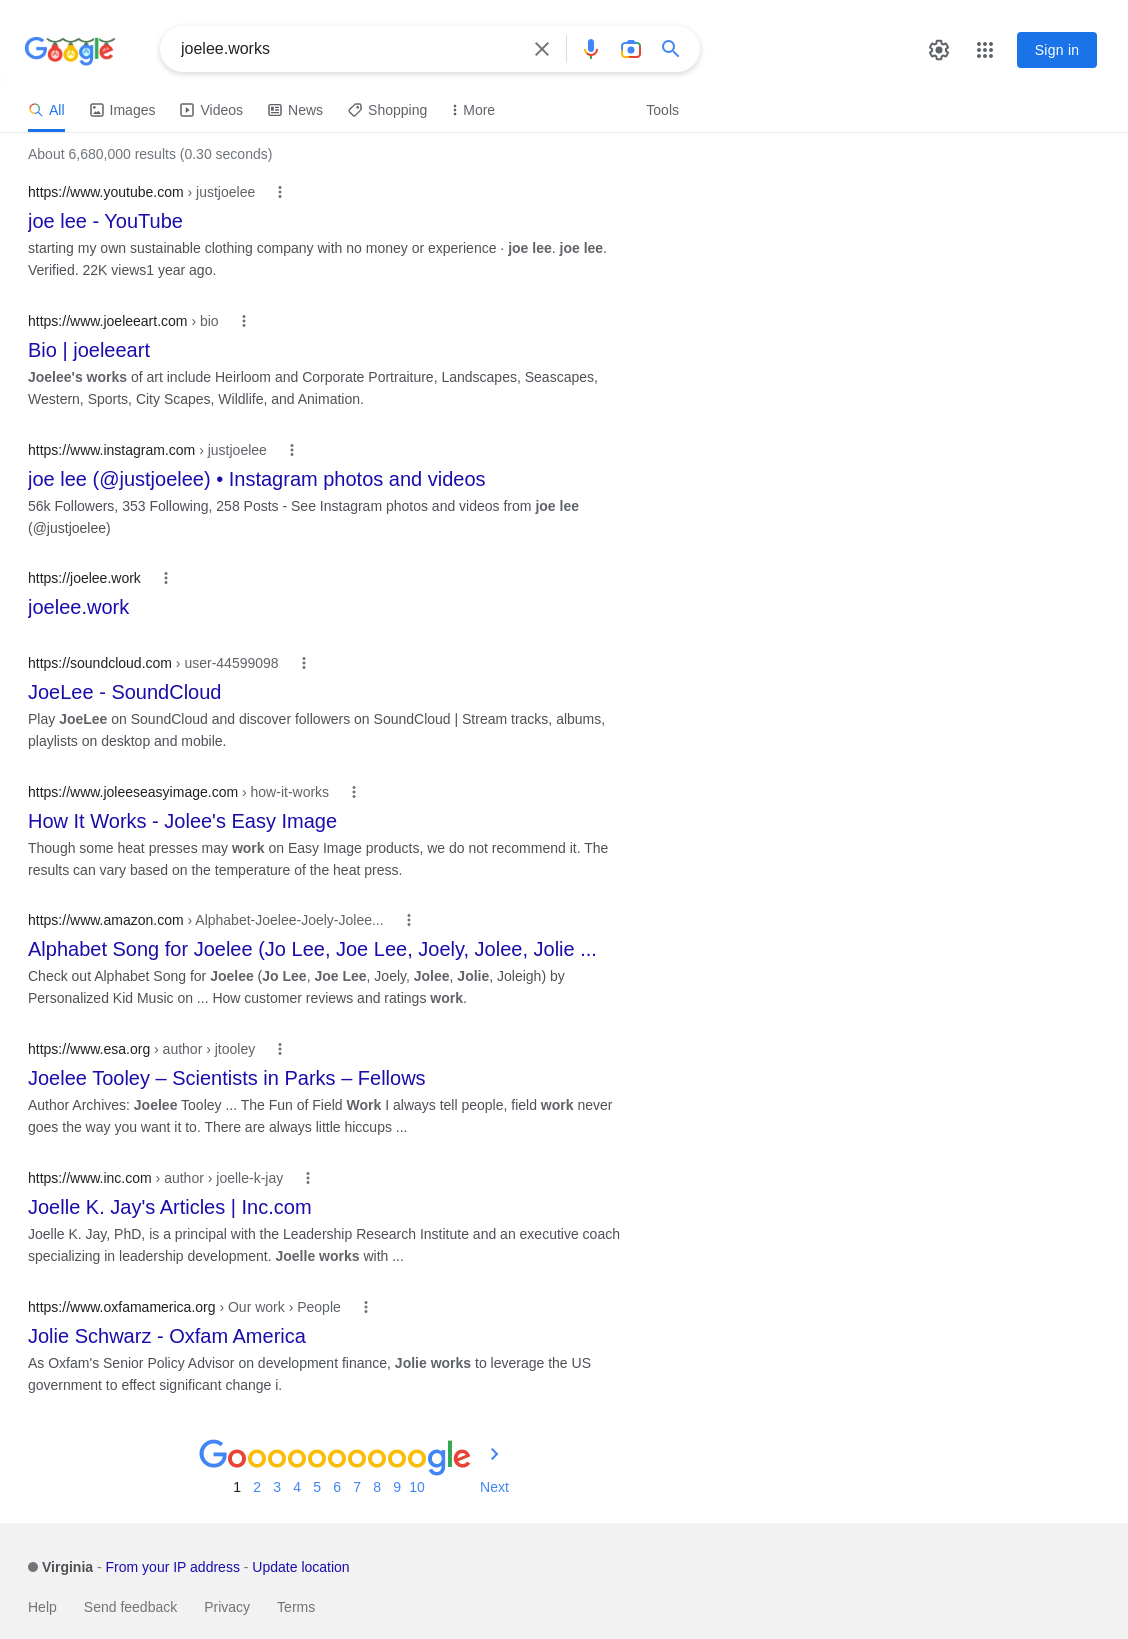 Google
joelee.works
Sign in
All Images Videos News Shopping More Tools
About 6,680,000 results (0.30 seconds)
https://www.youtube.com › justjoelee
joe lee - YouTube
starting my own sustainable clothing company with no money or experience · joe lee. joe lee.
Verified. 22K views1 year ago.
https://www.joeleeart.com › bio
Bio | joeleeart
Joelee's works of art include Heirloom and Corporate Portraiture, Landscapes, Seascapes,
Western, Sports, City Scapes, Wildlife, and Animation.
https://www.instagram.com › justjoelee
joe lee (@justjoelee) • Instagram photos and videos
56k Followers, 353 Following, 258 Posts - See Instagram photos and videos from joe lee
(@justjoelee)
https://joelee.work
joelee.work
https://soundcloud.com › user-44599098
JoeLee - SoundCloud
Play JoeLee on SoundCloud and discover followers on SoundCloud | Stream tracks, albums,
playlists on desktop and mobile.
https://www.joleeseasyimage.com › how-it-works
How It Works - Jolee's Easy Image
Though some heat presses may work on Easy Image products, we do not recommend it. The
results can vary based on the temperature of the heat press.
https://www.amazon.com › Alphabet-Joelee-Joely-Jolee...
Alphabet Song for Joelee (Jo Lee, Joe Lee, Joely, Jolee, Jolie ...
Check out Alphabet Song for Joelee (Jo Lee, Joe Lee, Joely, Jolee, Jolie, Joleigh) by
Personalized Kid Music on ... How customer reviews and ratings work.
https://www.esa.org › author › jtooley
Joelee Tooley – Scientists in Parks – Fellows
Author Archives: Joelee Tooley ... The Fun of Field Work I always tell people, field work never
goes the way you want it to. There are always little hiccups ...
https://www.inc.com › author › joelle-k-jay
Joelle K. Jay's Articles | Inc.com
Joelle K. Jay, PhD, is a principal with the Leadership Research Institute and an executive coach
specializing in leadership development. Joelle works with ...
https://www.oxfamamerica.org › Our work › People
Jolie Schwarz - Oxfam America
As Oxfam's Senior Policy Advisor on development finance, Jolie works to leverage the US
government to effect significant change i.
Goooooooooogle
1 2 3 4 5 6 7 8 9 10 Next
Virginia - From your IP address - Update location
Help Send feedback Privacy Terms